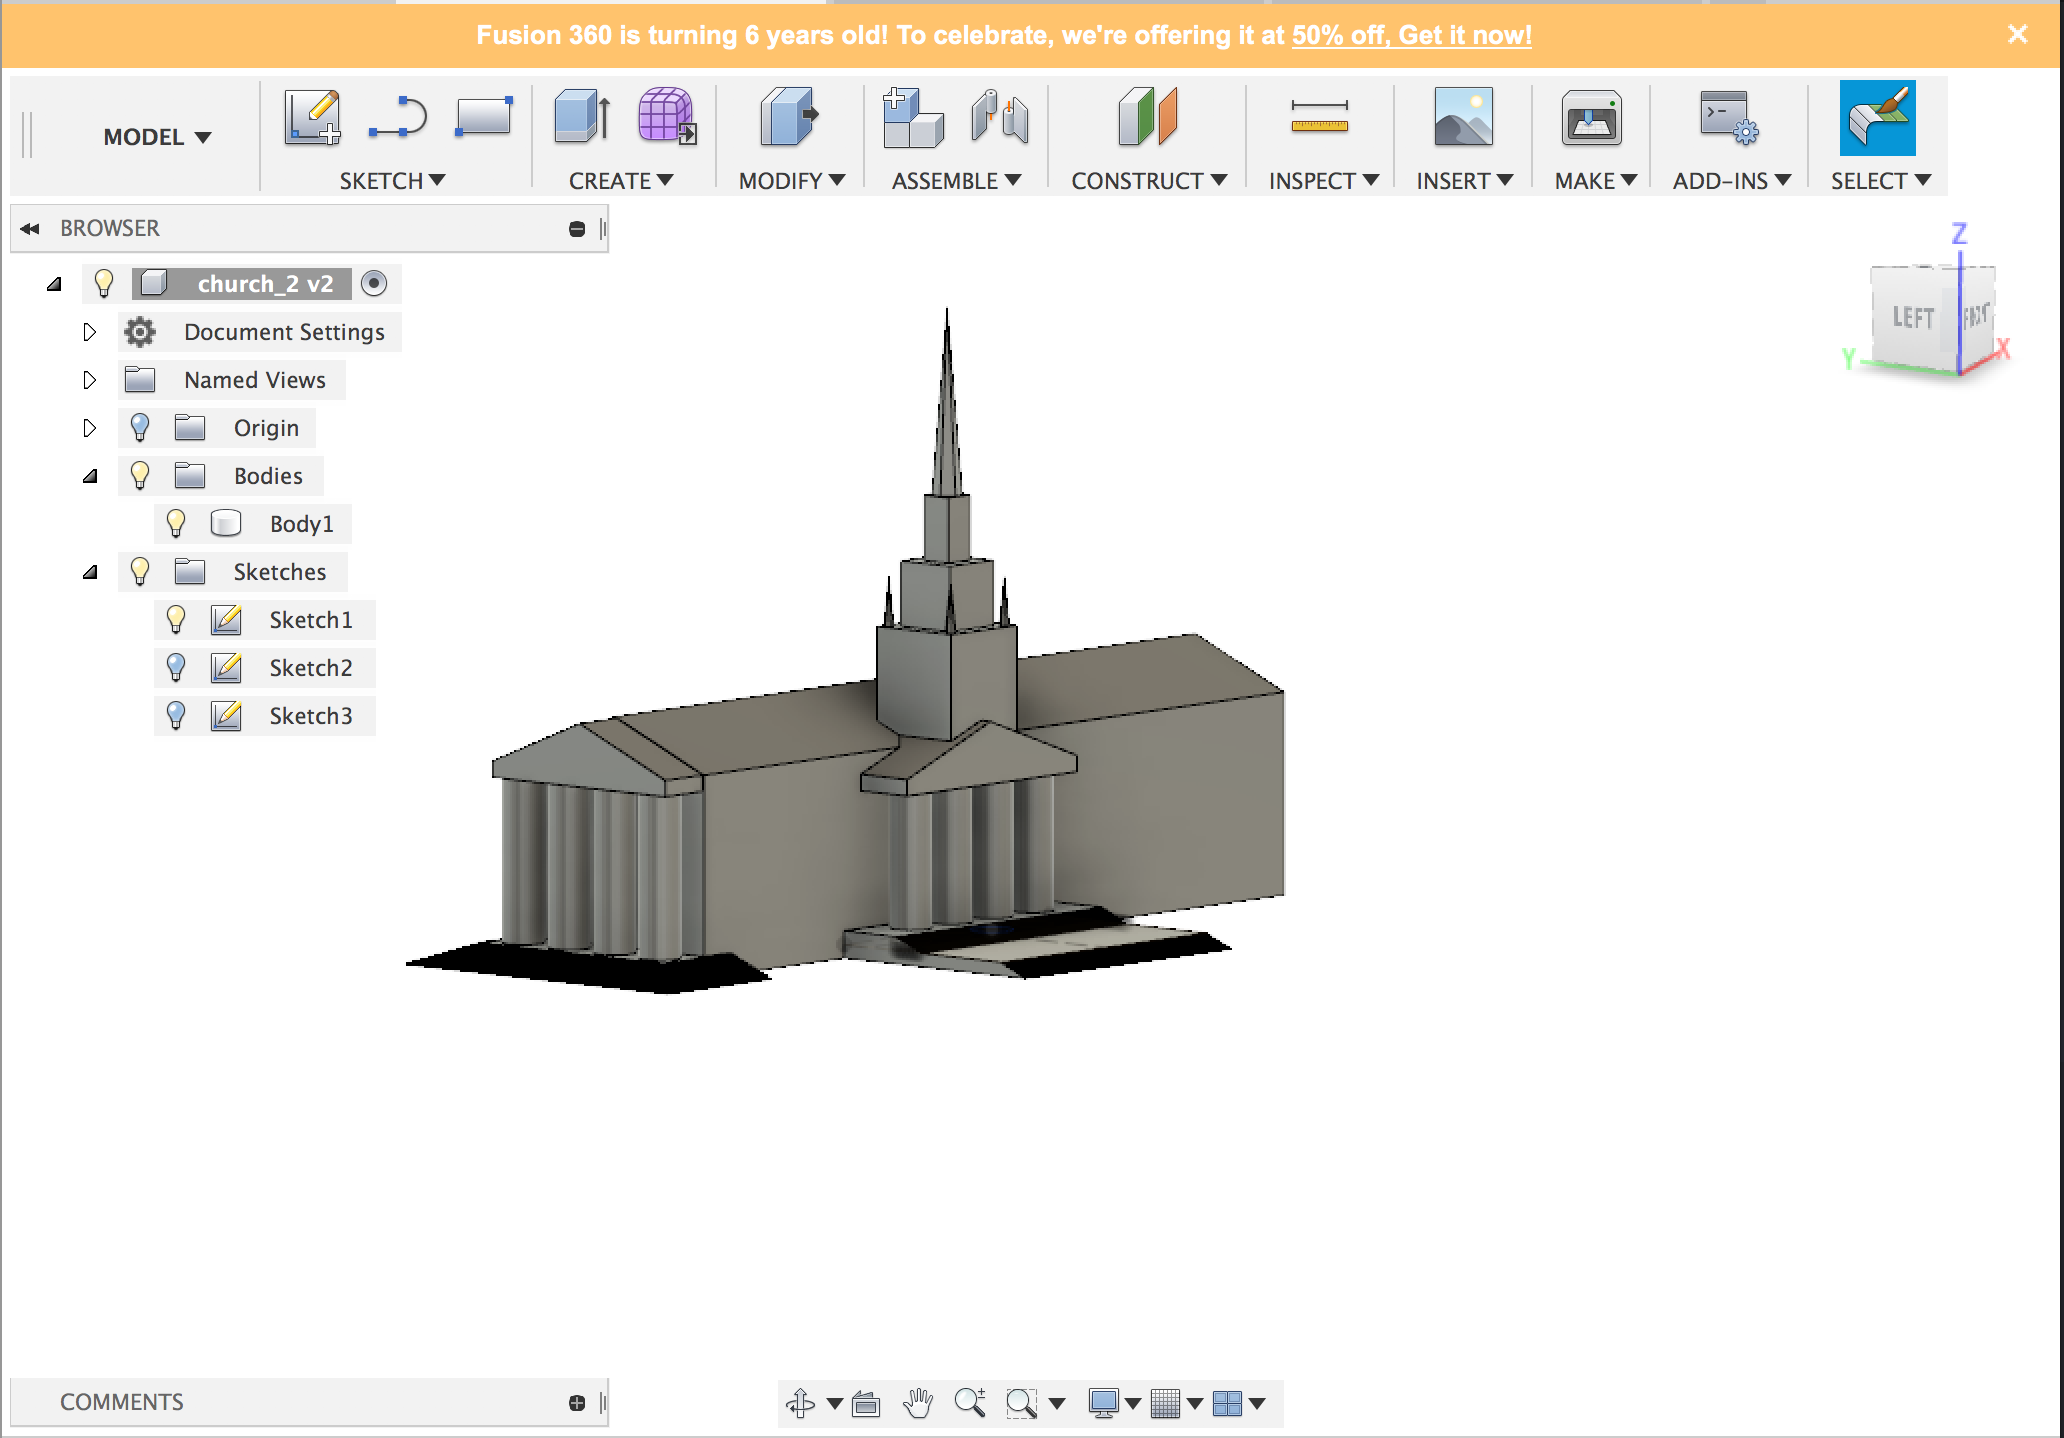 Fusion 360 is turning 6 years old! To celebrate, we're offering it at 50% off, Get it now!
MODEL
SKETCH
CREATE
MODIFY
ASSEMBLE
CONSTRUCT
INSPECT
INSERT
MAKE
ADD-INS
SELECT
BROWSER
church_2 v2
Document Settings
Named Views
Origin
Bodies
Body1
Sketches
Sketch1
Sketch2
Sketch3
Z
LEFT
FRONT
Y
X
COMMENTS